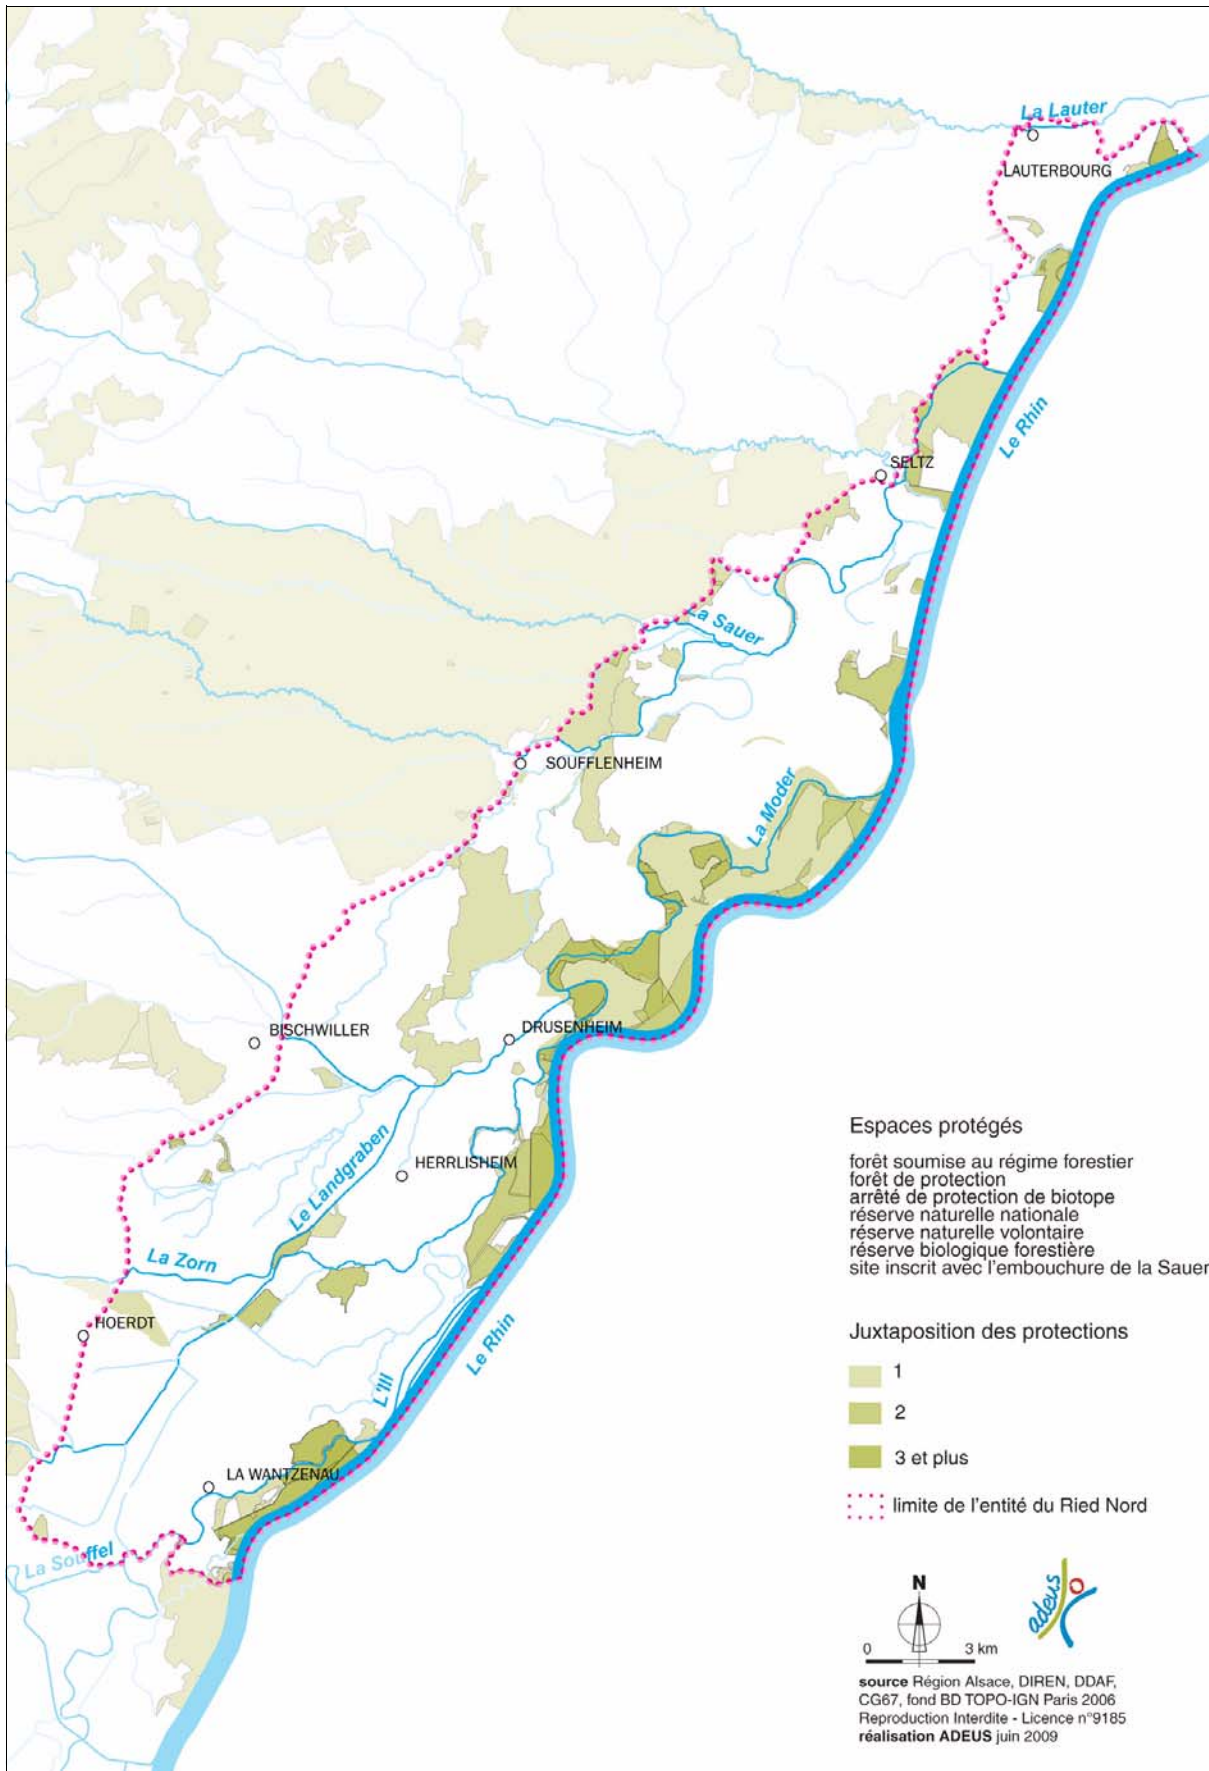 La Lauter
LAUTERBOURG
Le Rhin
SELTZ
La Sauer
SOUFFLENHEIM
La Moder
BISCHWILLER
DRUSENHEIM
Le Landgraben
HERRLISHEIM
La Zorn
HOERDT
L'Ill
Le Rhin
LA WANTZENAU
La Souffel
Espaces protégés
forêt soumise au régime forestier
forêt de protection
arrêté de protection de biotope
réserve naturelle nationale
réserve naturelle volontaire
réserve biologique forestière
site inscrit avec l'embouchure de la Sauer
Juxtaposition des protections
1
2
3 et plus
limite de l'entité du Ried Nord
N
adeus
0 3 km
source Région Alsace, DIREN, DDAF,
CG67, fond BD TOPO-IGN Paris 2006
Reproduction Interdite - Licence n°9185
réalisation ADEUS juin 2009